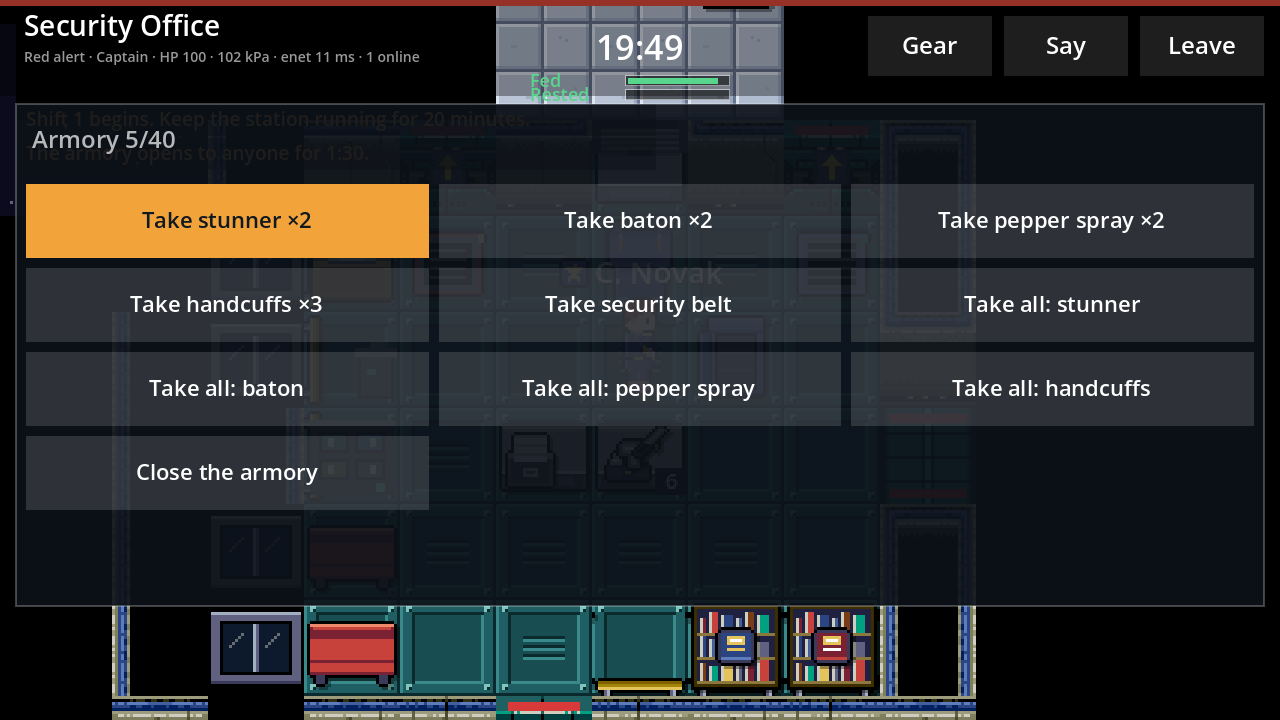 Security Office
Red alert · Captain · HP 100 · 102 kPa · enet 11 ms · 1 online
19:49
Gear
Say
Leave
Fed
Rested
Shift 1 begins. Keep the station running for 20 minutes.
Armory 5/40
The armory opens to anyone for 1:30.
Take stunner ×2
Take baton ×2
Take pepper spray ×2
C. Novak
Take handcuffs ×3
Take security belt
Take all: stunner
Take all: baton
Take all: pepper spray
Take all: handcuffs
Close the armory
6